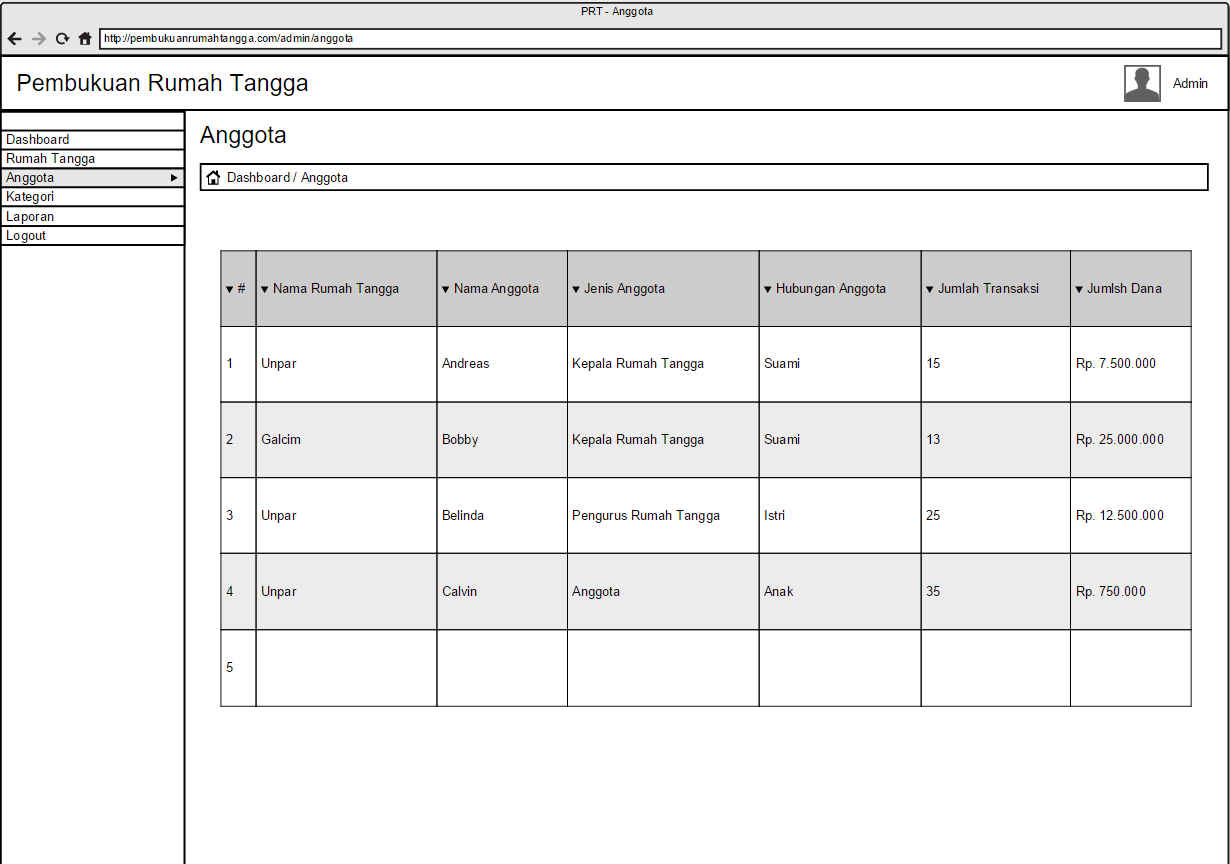 PRT - Anggota
http://pembukuanrumahtangga.com/admin/anggota
Pembukuan Rumah Tangga
Admin
Dashboard
Rumah Tangga
Anggota
Kategori
Laporan
Logout
Anggota
Dashboard / Anggota
# Nama Rumah Tangga Nama Anggota Jenis Anggota Hubungan Anggota Jumlah Transaksi Jumlsh Dana
1 Unpar Andreas Kepala Rumah Tangga Suami 15 Rp. 7.500.000
2 Galcim Bobby Kepala Rumah Tangga Suami 13 Rp. 25.000.000
3 Unpar Belinda Pengurus Rumah Tangga Istri 25 Rp. 12.500.000
4 Unpar Calvin Anggota Anak 35 Rp. 750.000
5